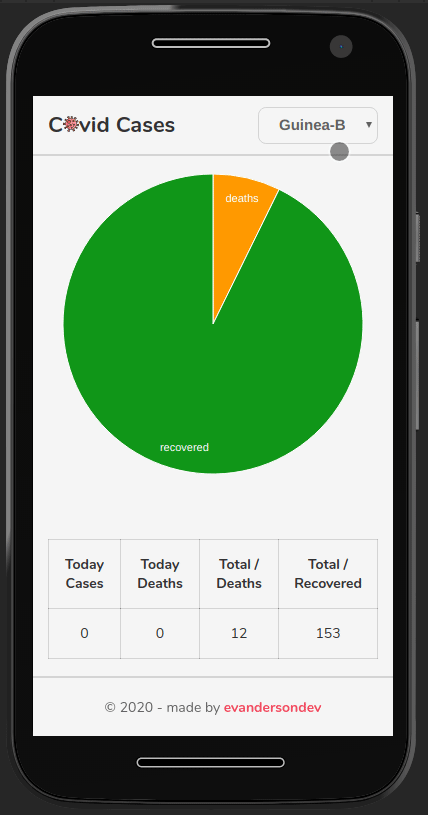 Covid Cases
Guinea-B
deaths
recovered
Today Cases
Today Deaths
Total / Deaths
Total / Recovered
0 0 12 153
© 2020 - made by evandersondev